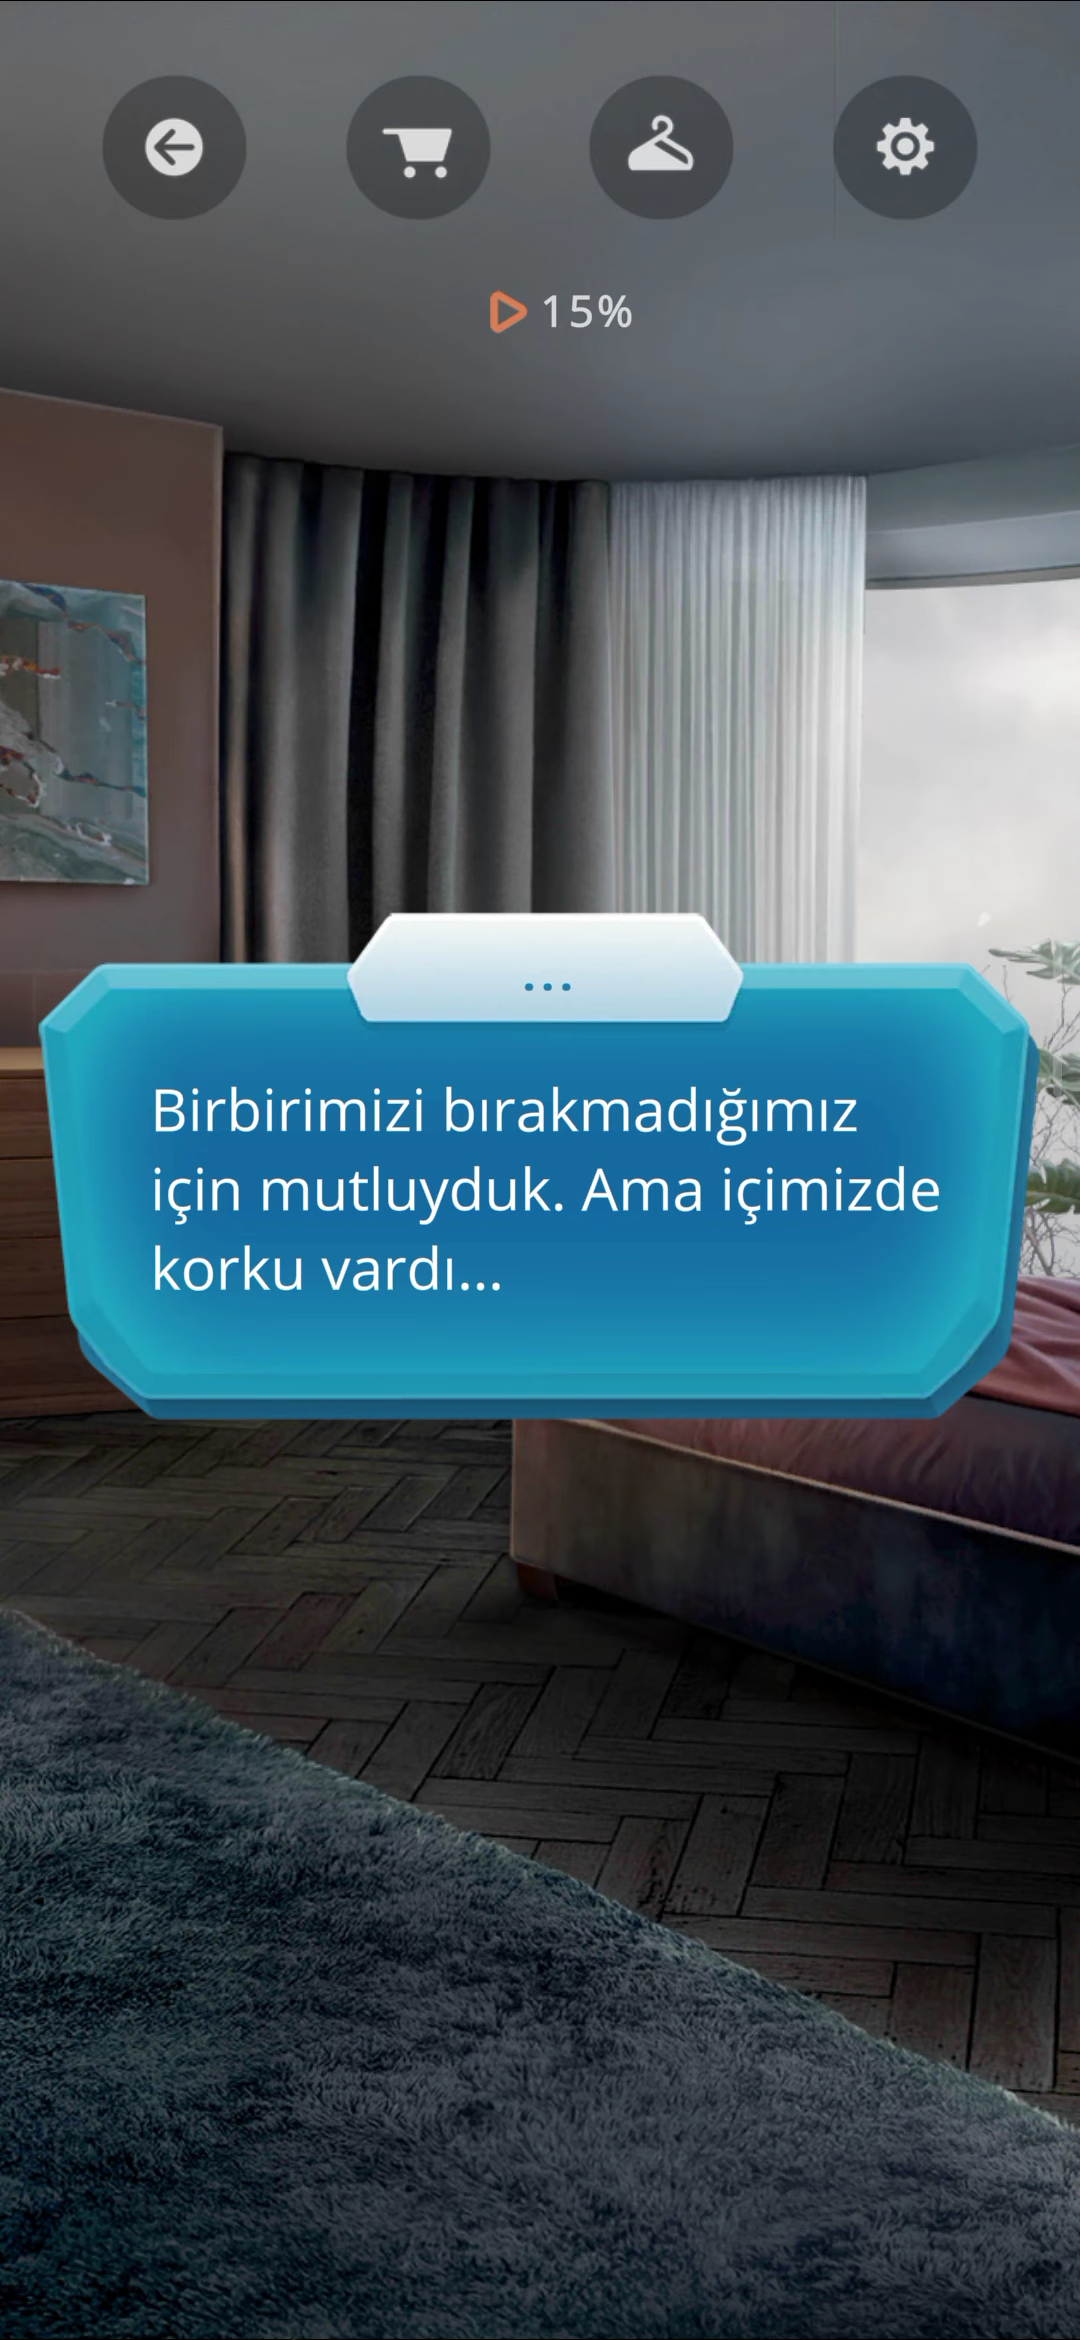 15%
...
Birbirimizi bırakmadığımız
için mutluyduk. Ama içimizde
korku vardı...